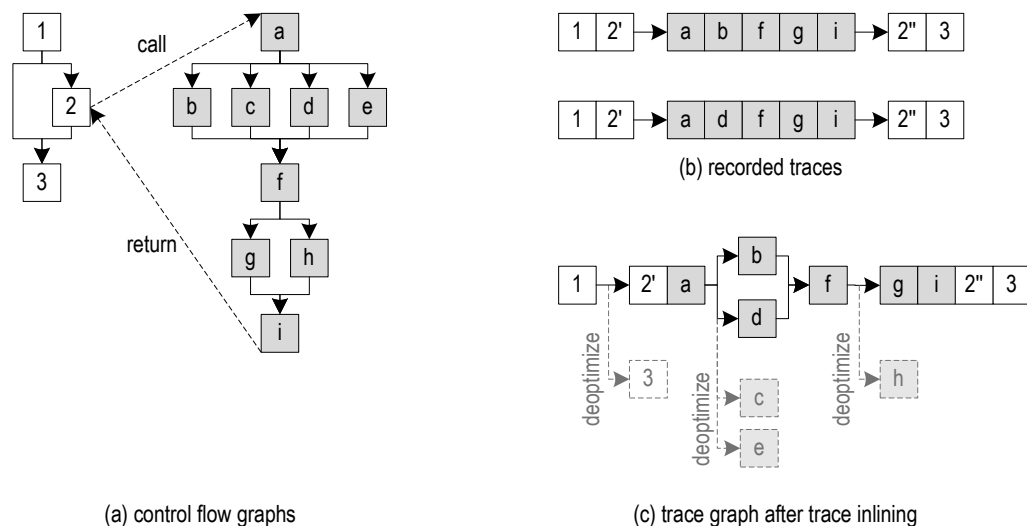 1
call
a
2
b c d e
3
f
return
g h
i
(a) control flow graphs
1 2' a b f g i 2" 3
1 2' a d f g i 2" 3
(b) recorded traces
b
1 2' a f g i 2" 3
d
deoptimize deoptimize deoptimize
3 h
c
e
(c) trace graph after trace inlining